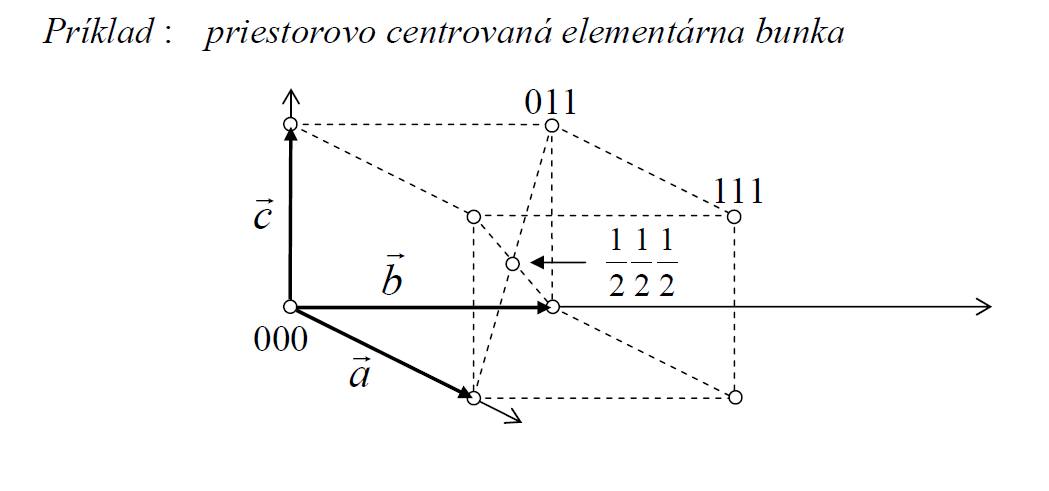 Príklad : priestorovo centrovaná elementárna bunka
011
111
c⃗
1/2 1/2 1/2
b⃗
000
a⃗